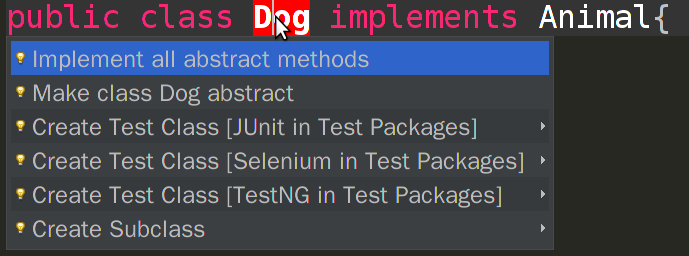 public class Dog implements Animal{
Implement all abstract methods
Make class Dog abstract
Create Test Class [JUnit in Test Packages]
Create Test Class [Selenium in Test Packages]
Create Test Class [TestNG in Test Packages]
Create Subclass